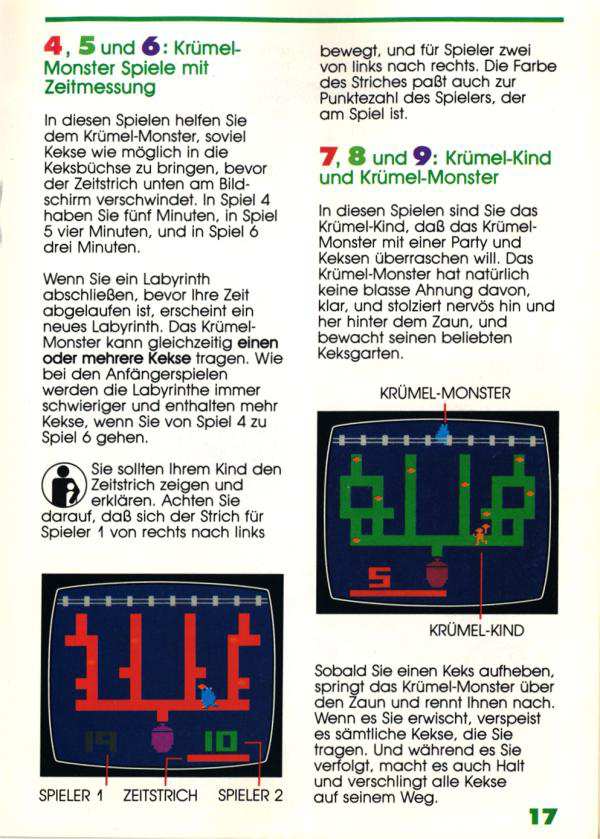 4, 5 und 6: Krümel-
Monster Spiele mit
Zeitmessung
In diesen Spielen helfen Sie
dem Krümel-Monster, soviel
Kekse wie möglich in die
Keksbüchse zu bringen, bevor
der Zeitstrich unten am Bild-
schirm verschwindet. In Spiel 4
haben Sie fünf Minuten, in Spiel
5 vier Minuten, und in Spiel 6
drei Minuten.
Wenn Sie ein Labyrinth
abschließen, bevor Ihre Zeit
abgelaufen ist, erscheint ein
neues Labyrinth. Das Krümel-
Monster kann gleichzeitig einen
oder mehrere Kekse tragen. Wie
bei den Anfängerspielen
werden die Labyrinthe immer
schwieriger und enthalten mehr
Kekse, wenn Sie von Spiel 4 zu
Spiel 6 gehen.
Sie sollten Ihrem Kind den
Zeitstrich zeigen und
erklären. Achten Sie
darauf, daß sich der Strich für
Spieler 1 von rechts nach links
19 10
SPIELER 1 ZEITSTRICH SPIELER 2
bewegt, und für Spieler zwei
von links nach rechts. Die Farbe
des Striches paßt auch zur
Punktezahl des Spielers, der
am Spiel ist.
7, 8 und 9: Krümel-Kind
und Krümel-Monster
In diesen Spielen sind Sie das
Krümel-Kind, daß das Krümel-
Monster mit einer Party und
Keksen überraschen will. Das
Krümel-Monster hat natürlich
keine blasse Ahnung davon,
klar, und stolziert nervös hin und
her hinter dem Zaun, und
bewacht seinen beliebten
Keksgarten.
KRÜMEL-MONSTER
5
KRÜMEL-KIND
Sobald Sie einen Keks aufheben,
springt das Krümel-Monster über
den Zaun und rennt Ihnen nach.
Wenn es Sie erwischt, verspeist
es sämtliche Kekse, die Sie
tragen. Und während es Sie
verfolgt, macht es auch Halt
und verschlingt alle Kekse
auf seinem Weg.
17